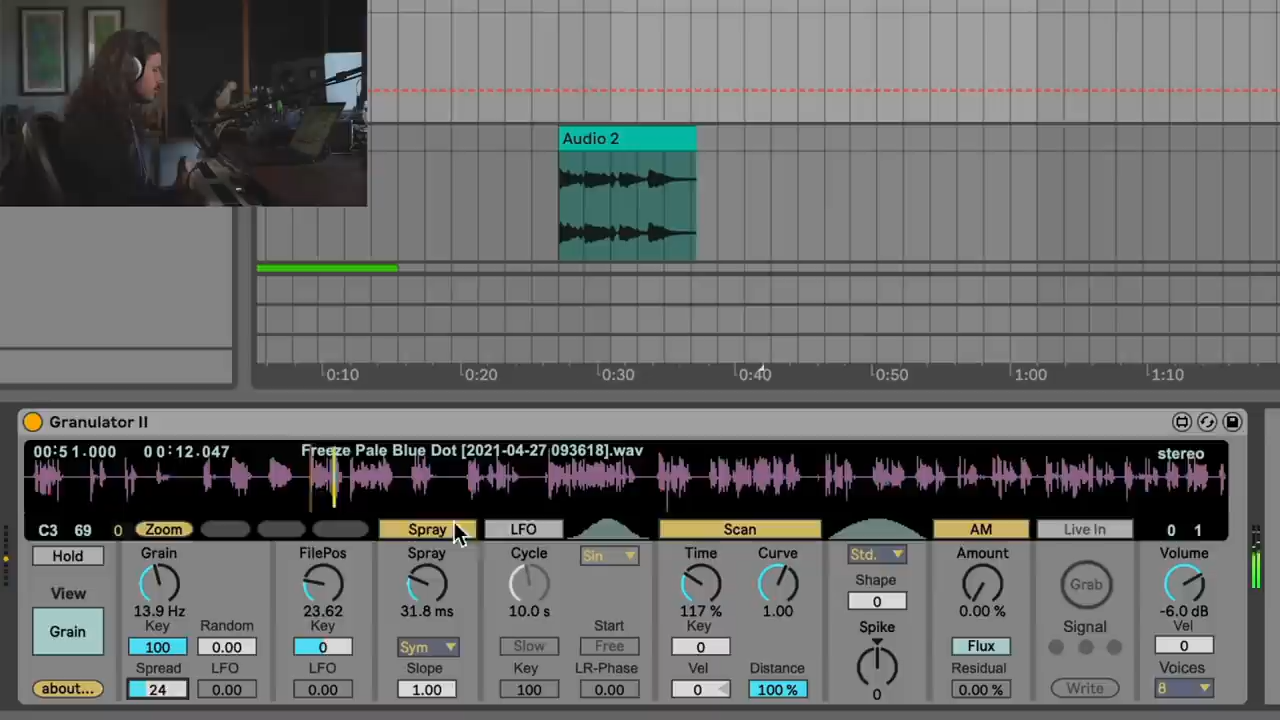 Audio 2
0:10 0:20 0:30 0:40 0:50 1:00 1:10
Granulator II
00:51.000 00:12.047 Freeze Pale Blue Dot [2021-04-27 093618].wav stereo
C3 69 0 Zoom Spray LFO Scan AM Live In 0 1
Hold Grain FilePos Spray Cycle Sin Time Curve Std. Amount Volume
View 13.9 Hz 23.62 31.8 ms 10.0 s 117 % 1.00 Shape 0 0.00 % Grab -6.0 dB
Grain Key Random Key Start Key Spike Signal Vel
100 0.00 0 Sym Slow Free 0 Flux 0
Spread LFO LFO Slope Key LR-Phase Vel Distance Residual Voices
about... 24 0.00 0.00 1.00 100 0.00 0 100 % 0 0.00 % Write 8